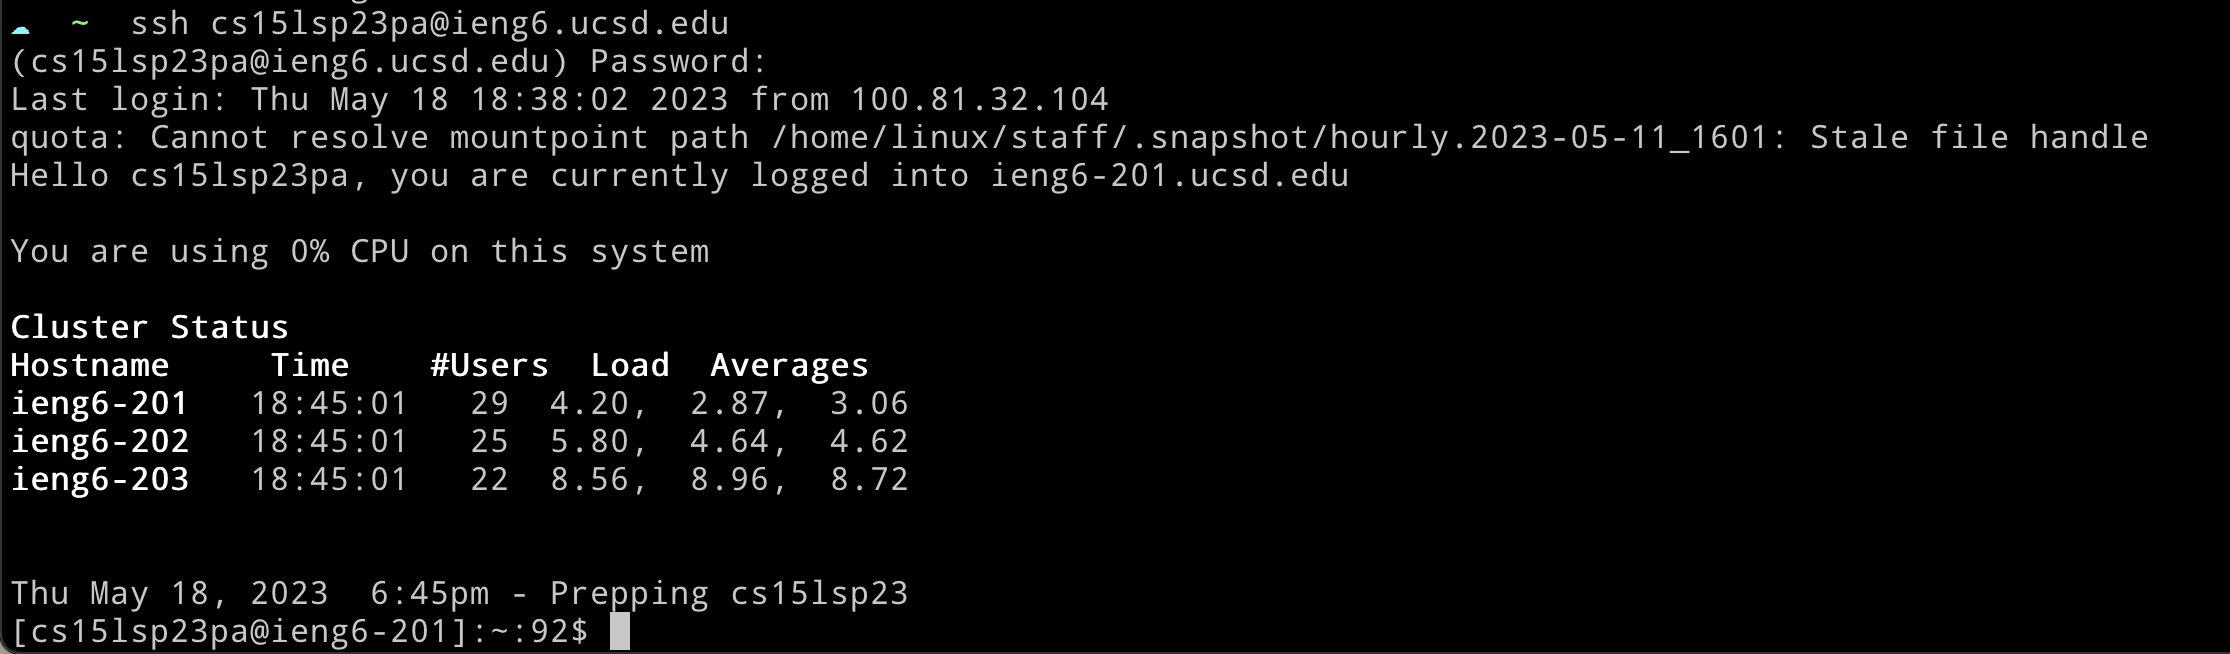 ~ ssh cs15lsp23pa@ieng6.ucsd.edu
(cs15lsp23pa@ieng6.ucsd.edu) Password:
Last login: Thu May 18 18:38:02 2023 from 100.81.32.104
quota: Cannot resolve mountpoint path /home/linux/staff/.snapshot/hourly.2023-05-11_1601: Stale file handle
Hello cs15lsp23pa, you are currently logged into ieng6-201.ucsd.edu
You are using 0% CPU on this system
Cluster Status
Hostname     Time    #Users  Load  Averages
ieng6-201   18:45:01   29  4.20,  2.87,  3.06
ieng6-202   18:45:01   25  5.80,  4.64,  4.62
ieng6-203   18:45:01   22  8.56,  8.96,  8.72
Thu May 18, 2023  6:45pm - Prepping cs15lsp23
[cs15lsp23pa@ieng6-201]:~:92$